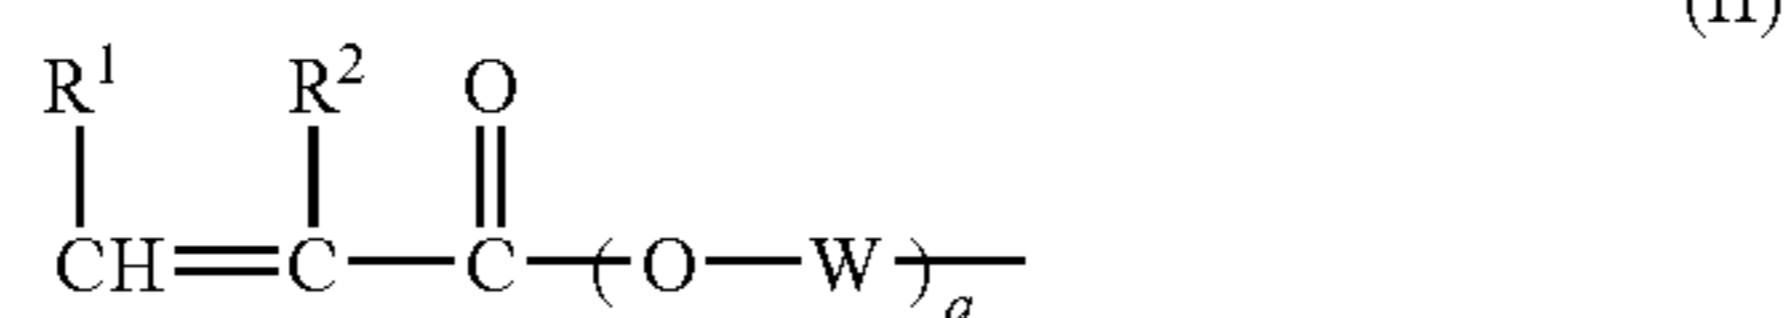 (II)
R¹ R² O
CH=C—C—(O—W)a—